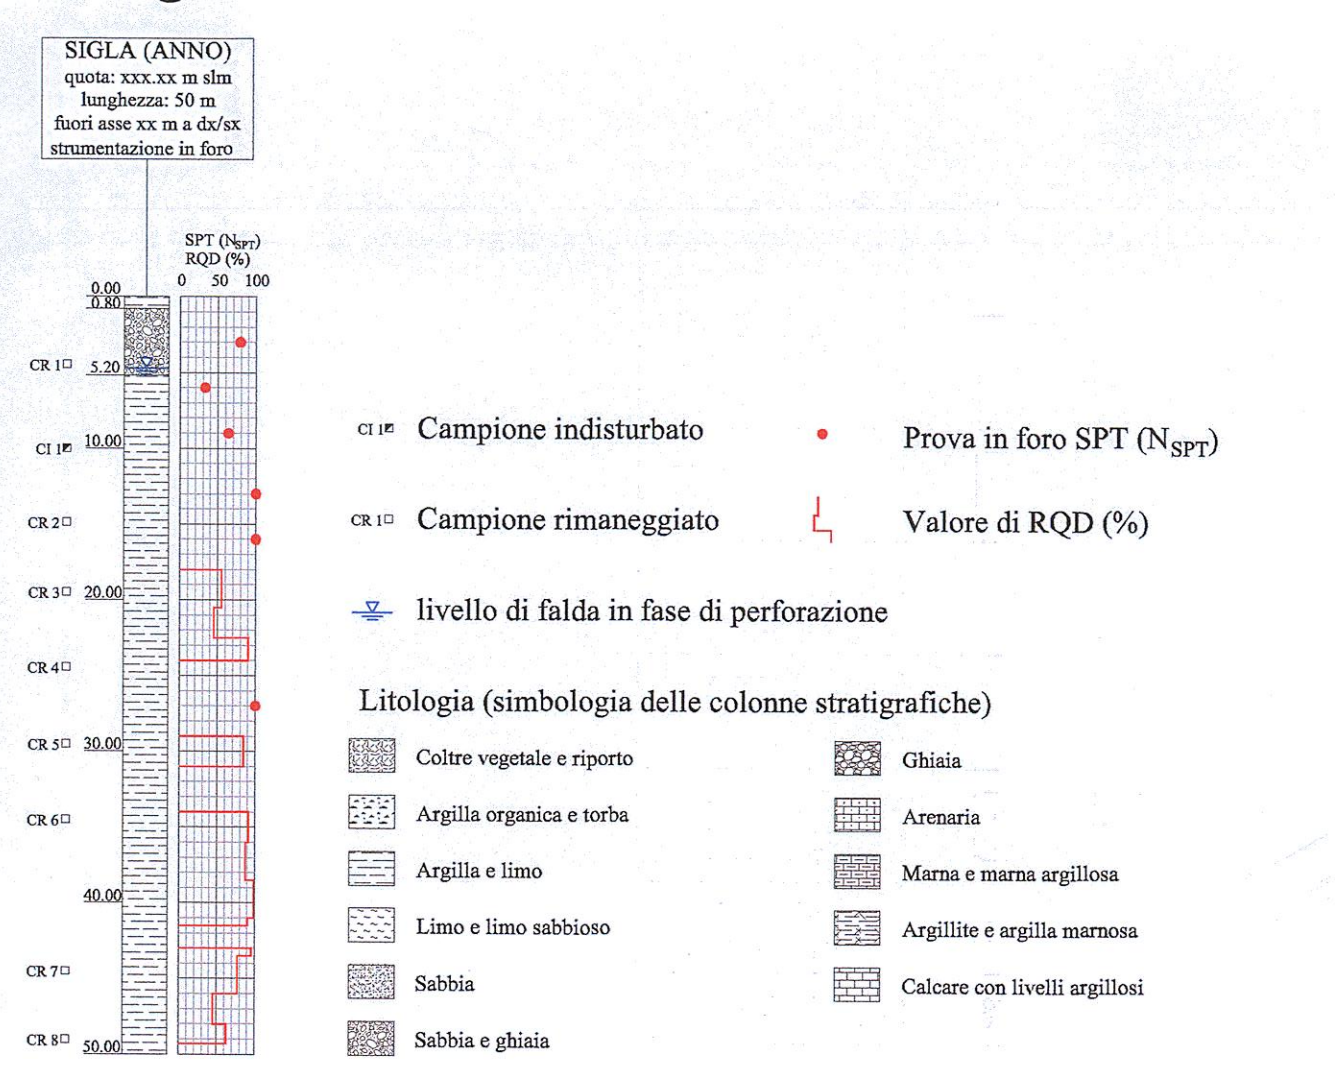 SIGLA (ANNO)
quota: xxx.xx m slm
lunghezza: 50 m
fuori asse xx m a dx/sx
strumentazione in foro
SPT (NSPT)
RQD (%)
0 50 100
0.00
0.80
CR 1
5.20
CI 1
10.00
CR 2
CR 3
20.00
CR 4
CR 5
30.00
CR 6
40.00
CR 7
CR 8
50.00
CI 1 Campione indisturbato
CR 1 Campione rimaneggiato
livello di falda in fase di perforazione
Prova in foro SPT (NSPT)
Valore di RQD (%)
Litologia (simbologia delle colonne stratigrafiche)
Coltre vegetale e riporto
Argilla organica e torba
Argilla e limo
Limo e limo sabbioso
Sabbia
Sabbia e ghiaia
Ghiaia
Arenaria
Marna e marna argillosa
Argillite e argilla marnosa
Calcare con livelli argillosi